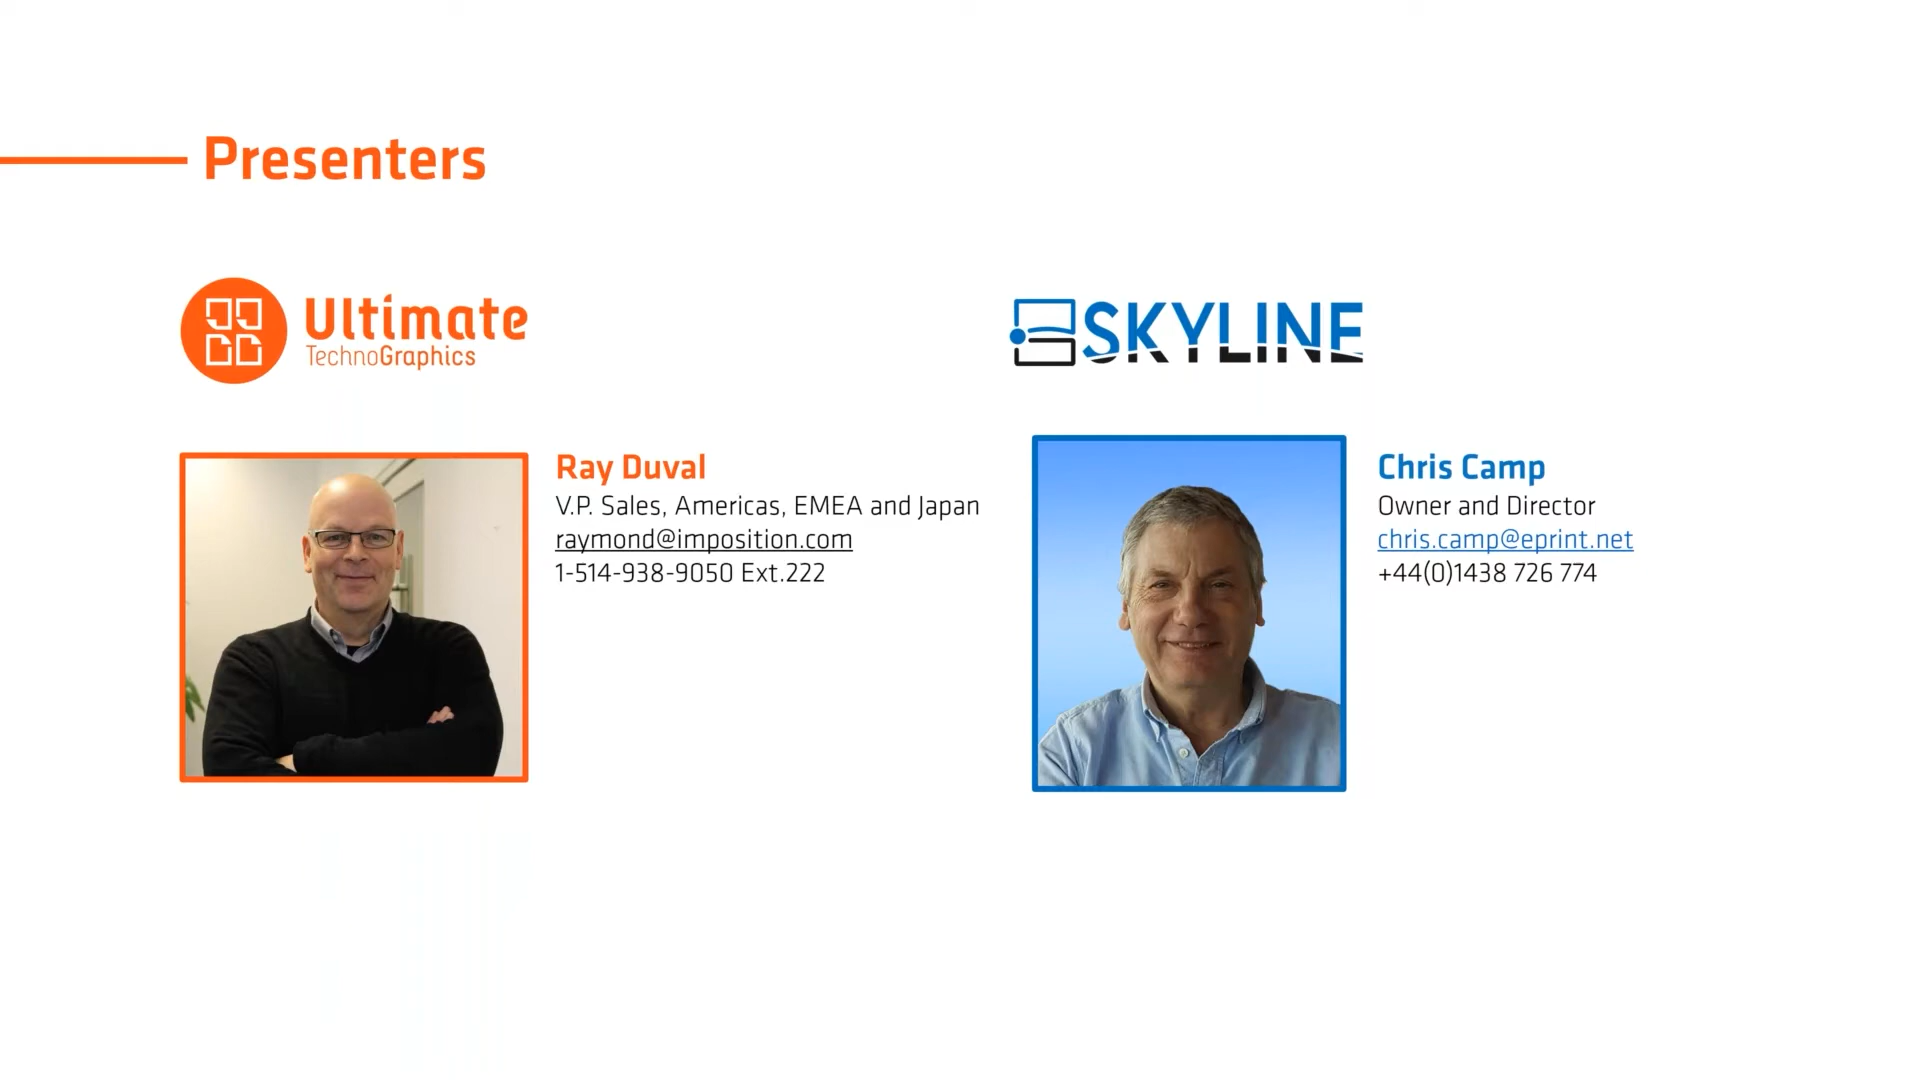 Presenters
Ultimate
TechnoGraphics
Ray Duval
V.P. Sales, Americas, EMEA and Japan
raymond@imposition.com
1-514-938-9050 Ext.222
SKYLINE
Chris Camp
Owner and Director
chris.camp@eprint.net
+44(0)1438 726 774